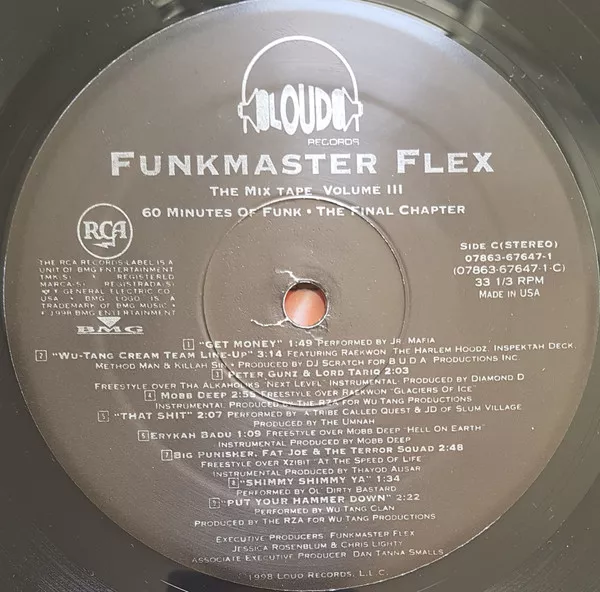 LOUD
RECORDS
FUNKMASTER FLEX
THE MIX TAPE VOLUME III
60 MINUTES OF FUNK • THE FINAL CHAPTER
RCA
SIDE C (STEREO)
07863-67647-1
(07863-67647-1-C)
33 1/3 RPM
MADE IN USA
THE RCA RECORDS LABEL IS A
UNIT OF BMG ENTERTAINMENT
TMK(S) ® REGISTERED
MARCA(S) REGISTRADA(S)
GENERAL ELECTRIC CO.
USA • BMG LOGO IS A
TRADEMARK OF BMG MUSIC •
℗ 1998 BMG ENTERTAINMENT
BMG
1 "GET MONEY" 1:49 PERFORMED BY JR. MAFIA
2 "WU-TANG CREAM TEAM LINE-UP" 3:14 FEATURING RAEKWON THE HARLEM HOODZ, INSPEKTAH DECK,
METHOD MAN & KILLAH SIN • PRODUCED BY DJ SCRATCH FOR B U D A PRODUCTIONS INC.
3 PETER GUNZ & LORD TARIQ 2:03
FREESTYLE OVER THA ALKAHOLIKS "NEXT LEVEL" INSTRUMENTAL PRODUCED BY DIAMOND D
4 MOBB DEEP 2:55 FREESTYLE OVER RAEKWON "GLACIERS OF ICE"
INSTRUMENTAL PRODUCED BY THE RZA FOR WU TANG PRODUCTIONS
5 "THAT SHIT" 2:07 PERFORMED BY A TRIBE CALLED QUEST & JD OF SLUM VILLAGE
PRODUCED BY THE UMMAH
6 ERYKAH BADU 1:09 FREESTYLE OVER MOBB DEEP "HELL ON EARTH"
INSTRUMENTAL PRODUCED BY MOBB DEEP
7 BIG PUNISHER, FAT JOE & THE TERROR SQUAD 2:48
FREESTYLE OVER XZIBIT "AT THE SPEED OF LIFE"
INSTRUMENTAL PRODUCED BY THAYOD AUSAR
8 "SHIMMY SHIMMY YA" 1:34
PERFORMED BY OL' DIRTY BASTARD
9 "PUT YOUR HAMMER DOWN" 2:22
PERFORMED BY WU TANG CLAN
PRODUCED BY THE RZA FOR WU TANG PRODUCTIONS
EXECUTIVE PRODUCERS: FUNKMASTER FLEX
JESSICA ROSENBLUM & CHRIS LIGHTY
ASSOCIATE EXECUTIVE PRODUCER: DAN TANNA SMALLS
1998 LOUD RECORDS, L.L.C.